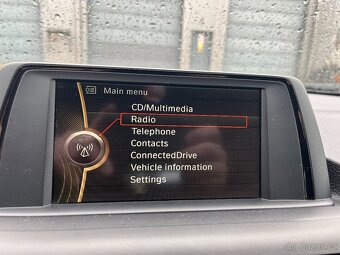 Main menu
CD/Multimedia
Radio
Telephone
Contacts
ConnectedDrive
Vehicle information
Settings